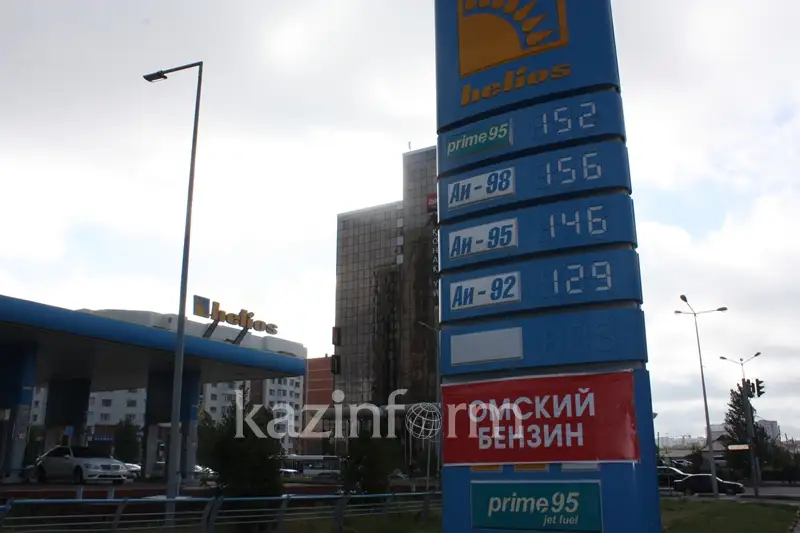 helios
prime95 152
Аи-98 156
Аи-95 146
Аи-92 129
helios
kazinform
ОМСКИЙ
БЕНЗИН
prime95
jet fuel